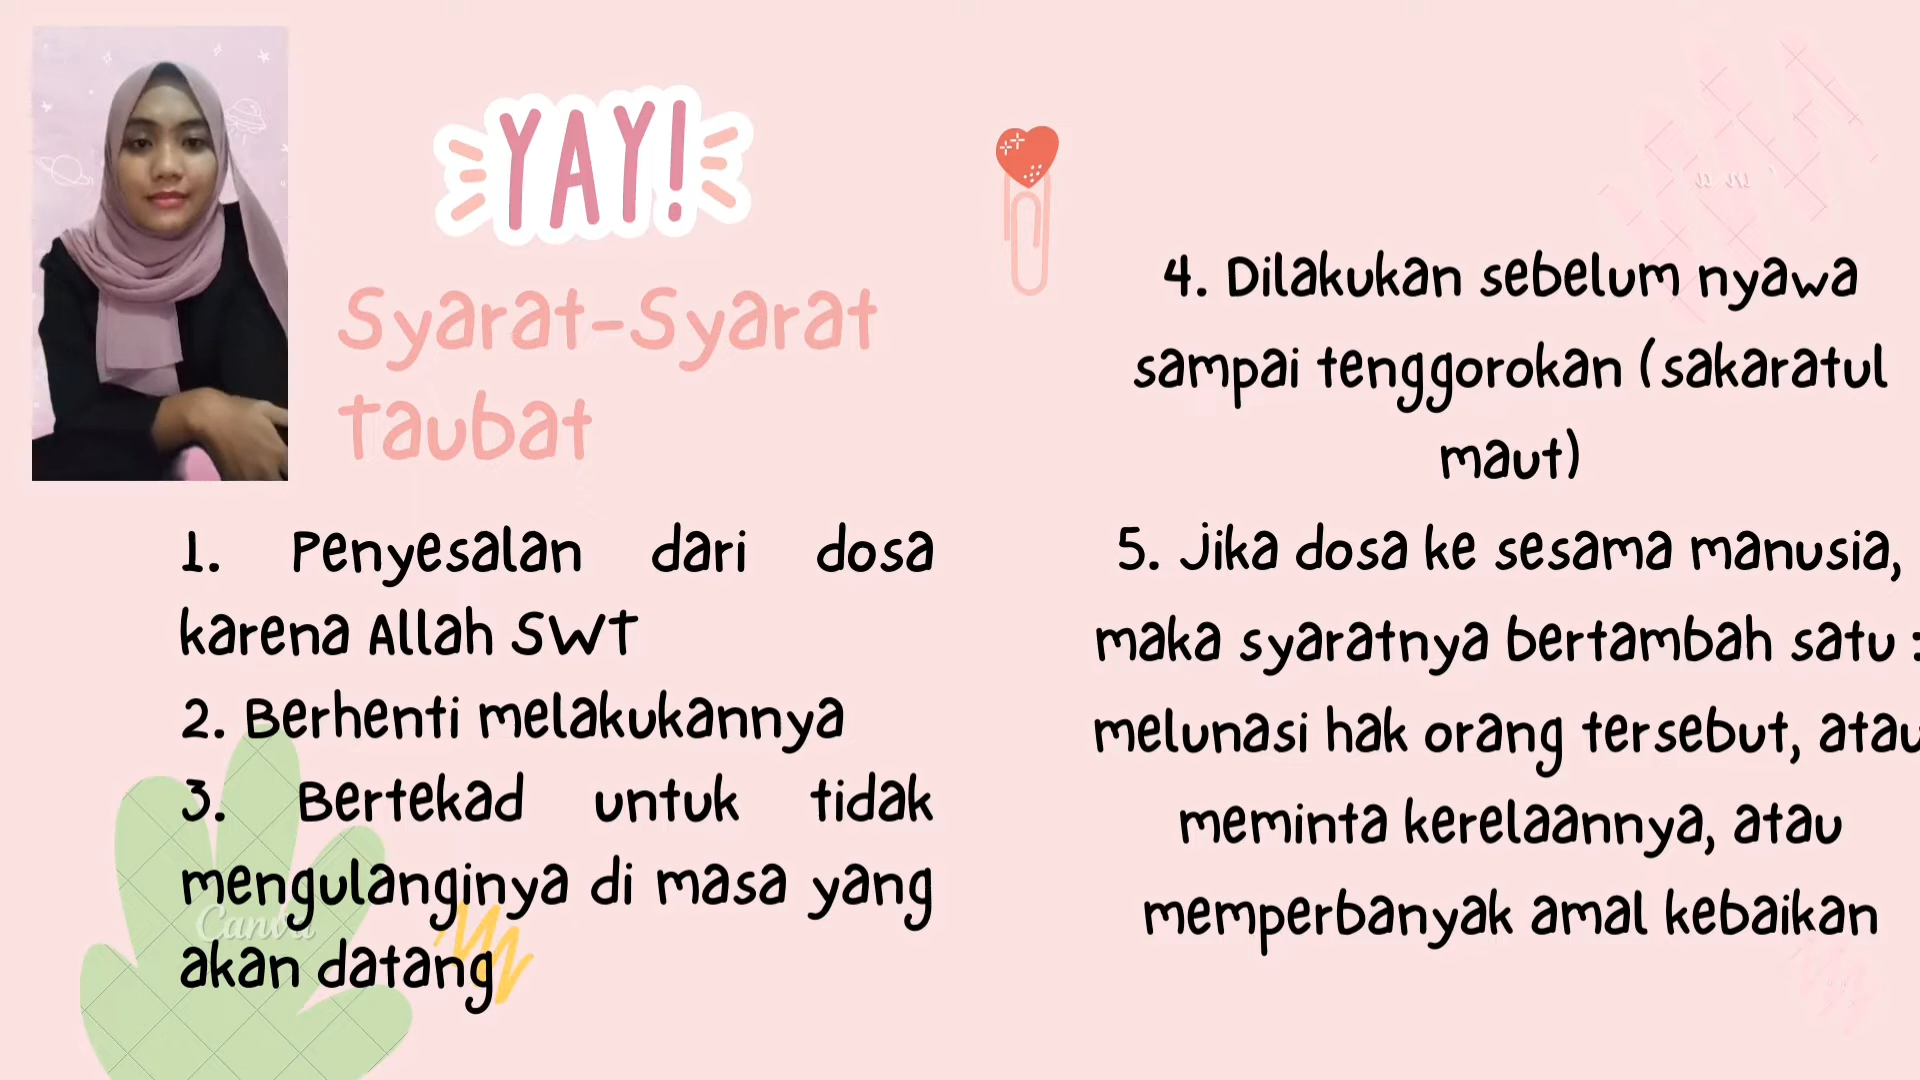 YAY!
Syarat-Syarat
Taubat
1. Penyesalan dari dosa
karena Allah SWT
2. Berhenti melakukannya
3. Bertekad untuk tidak
mengulanginya di masa yang
akan datang
Canva
4. Dilakukan sebelum nyawa
sampai tenggorokan (sakaratul
maut)
5. Jika dosa ke sesama manusia,
maka syaratnya bertambah satu :
melunasi hak orang tersebut, atau
meminta kerelaannya, atau
memperbanyak amal kebaikan